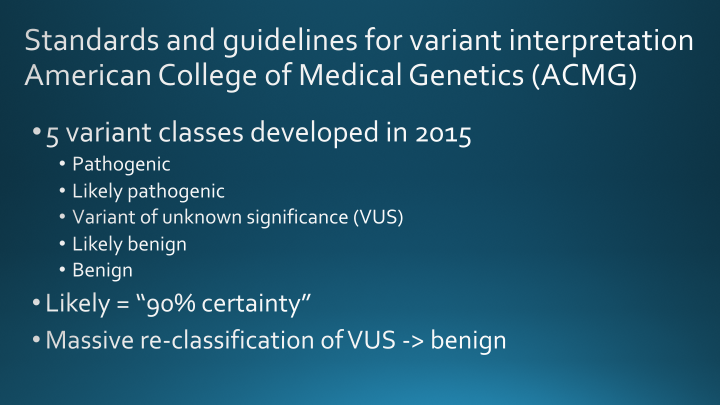 Standards and guidelines for variant interpretation
American College of Medical Genetics (ACMG)
• 5 variant classes developed in 2015
• Pathogenic
• Likely pathogenic
• Variant of unknown significance (VUS)
• Likely benign
• Benign
• Likely = “90% certainty”
• Massive re-classification of VUS -> benign